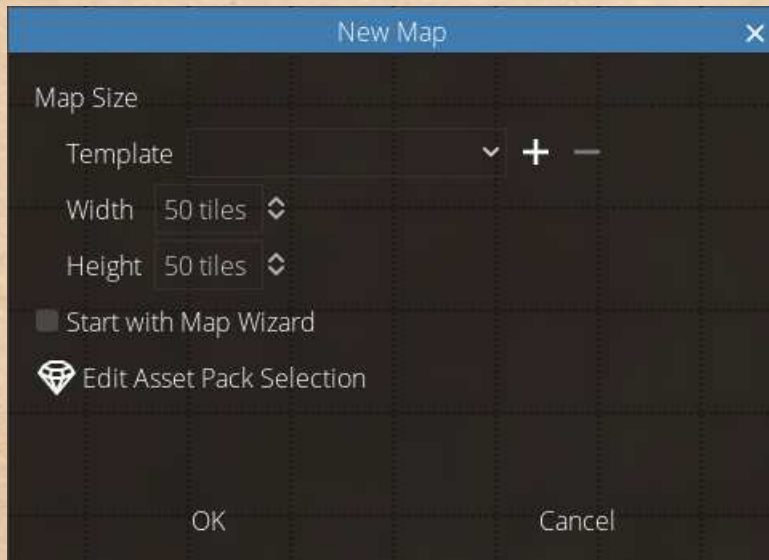 New Map
Map Size
Template
Width 50 tiles
Height 50 tiles
Start with Map Wizard
Edit Asset Pack Selection
OK Cancel